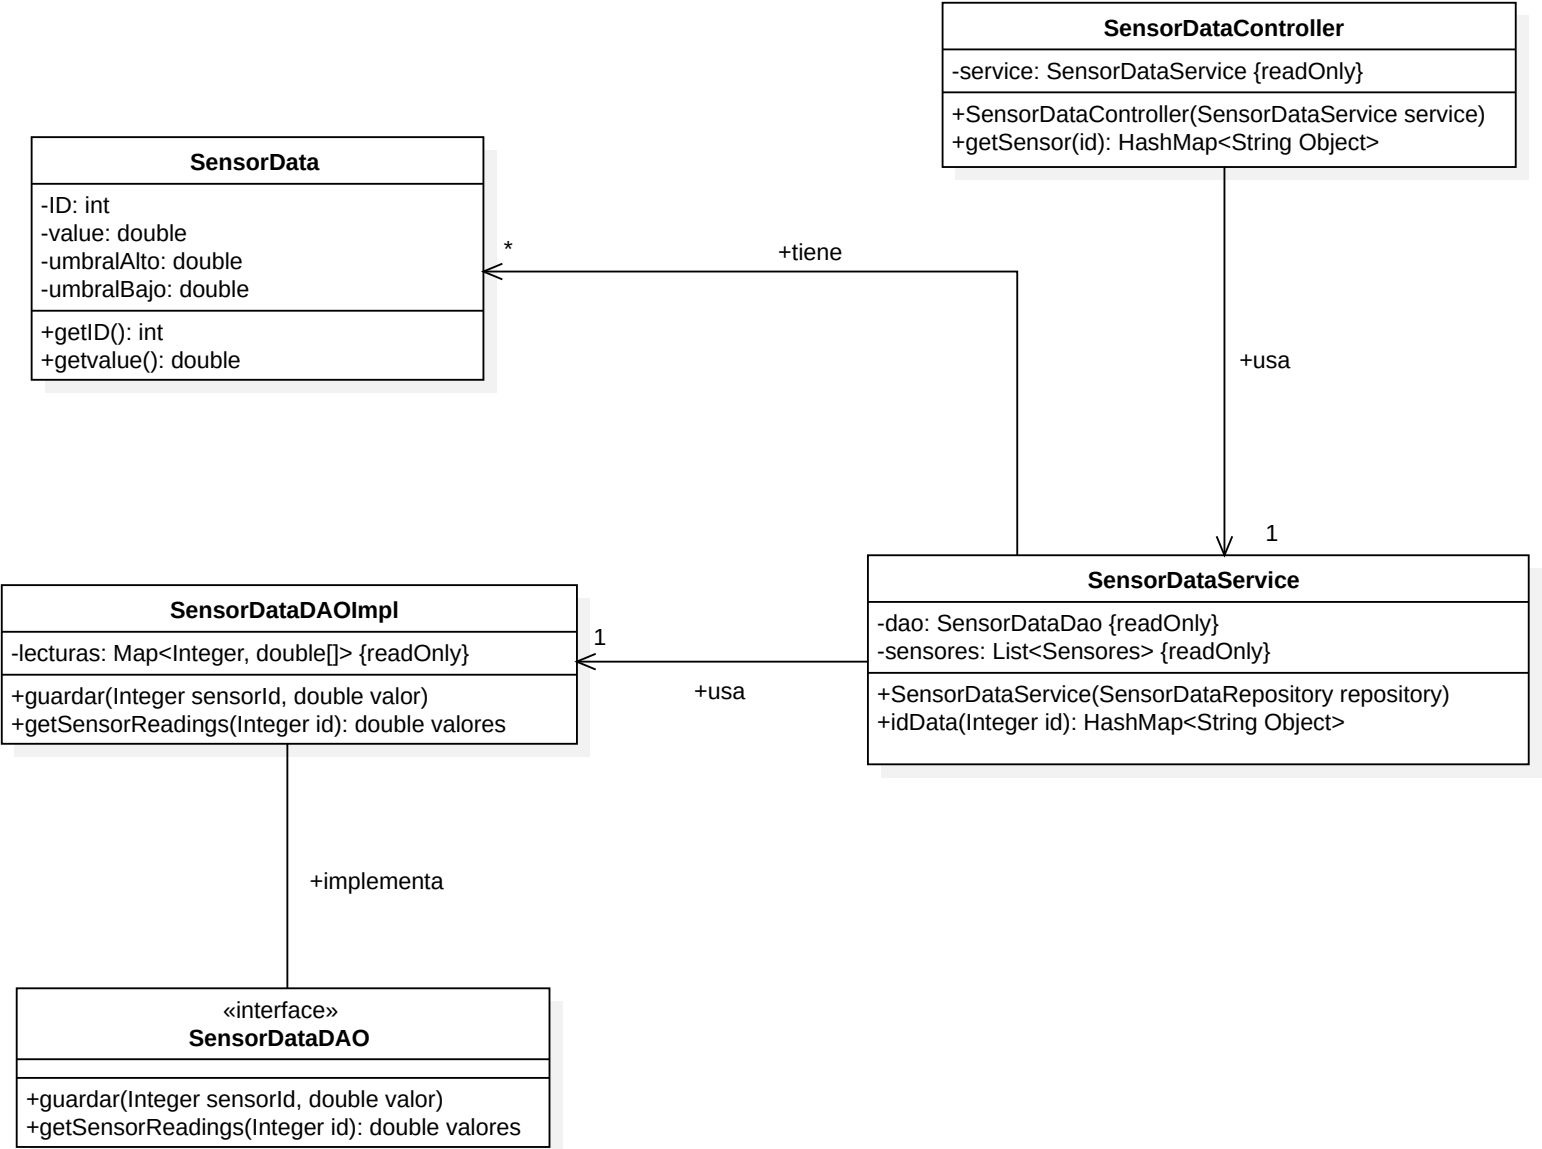 SensorDataController
-service: SensorDataService {readOnly}
+SensorDataController(SensorDataService service)
+getSensor(id): HashMap<String Object>
SensorData
-ID: int
-value: double
-umbralAlto: double
-umbralBajo: double
+getID(): int
+getvalue(): double
*
+tiene
+usa
1
SensorDataService
-dao: SensorDataDao {readOnly}
-sensores: List<Sensores> {readOnly}
+SensorDataService(SensorDataRepository repository)
+idData(Integer id): HashMap<String Object>
SensorDataDAOImpl
-lecturas: Map<Integer, double[]> {readOnly}
+guardar(Integer sensorId, double valor)
+getSensorReadings(Integer id): double valores
1
+usa
+implementa
«interface»
SensorDataDAO
+guardar(Integer sensorId, double valor)
+getSensorReadings(Integer id): double valores